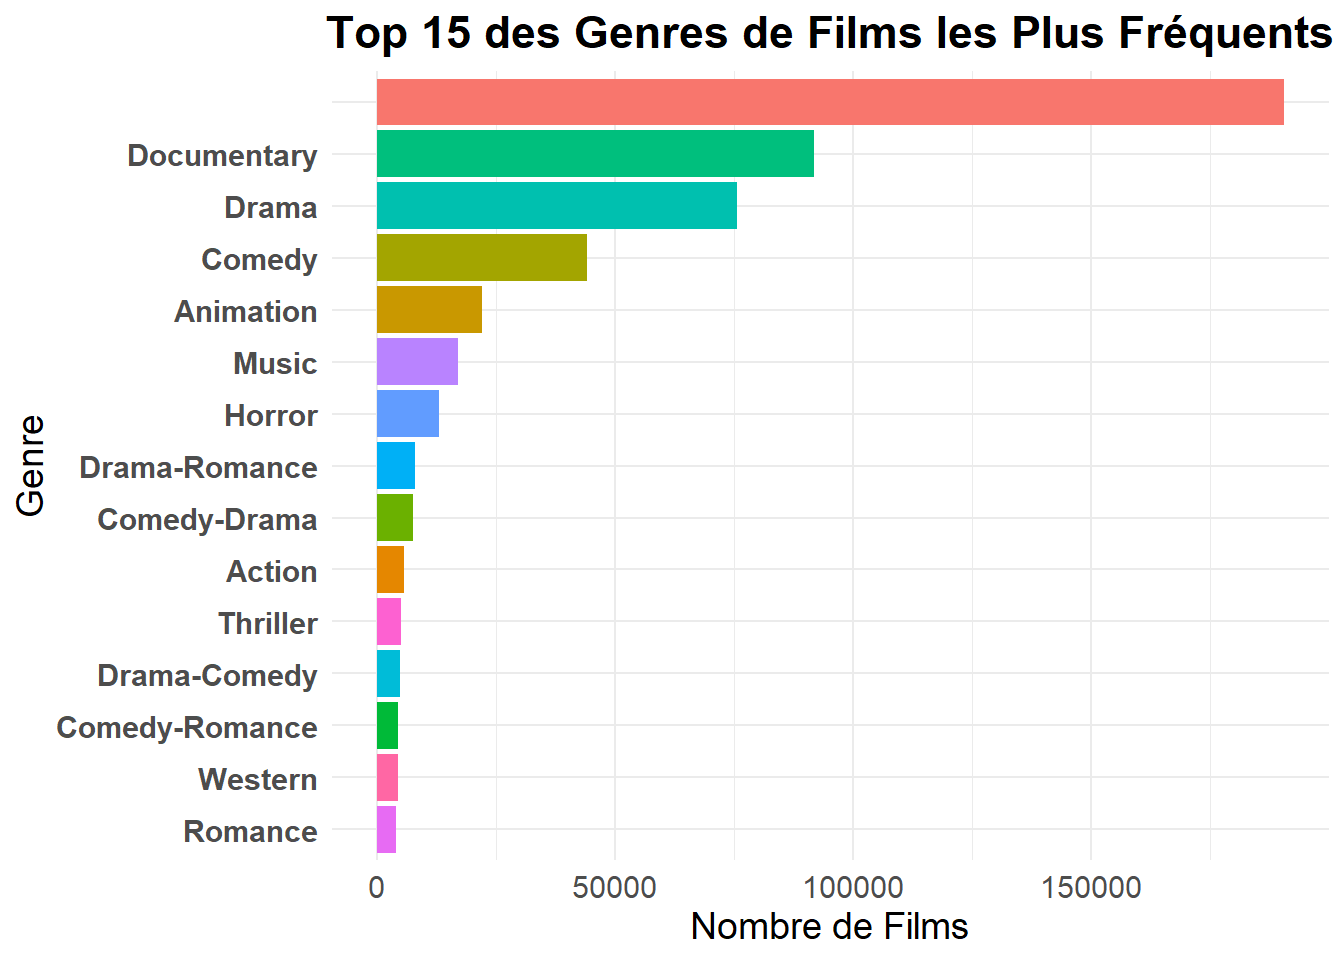 Top 15 des Genres de Films les Plus Fréquents
Genre
Documentary
Drama
Comedy
Animation
Music
Horror
Drama-Romance
Comedy-Drama
Action
Thriller
Drama-Comedy
Comedy-Romance
Western
Romance
0 50000 100000 150000
Nombre de Films